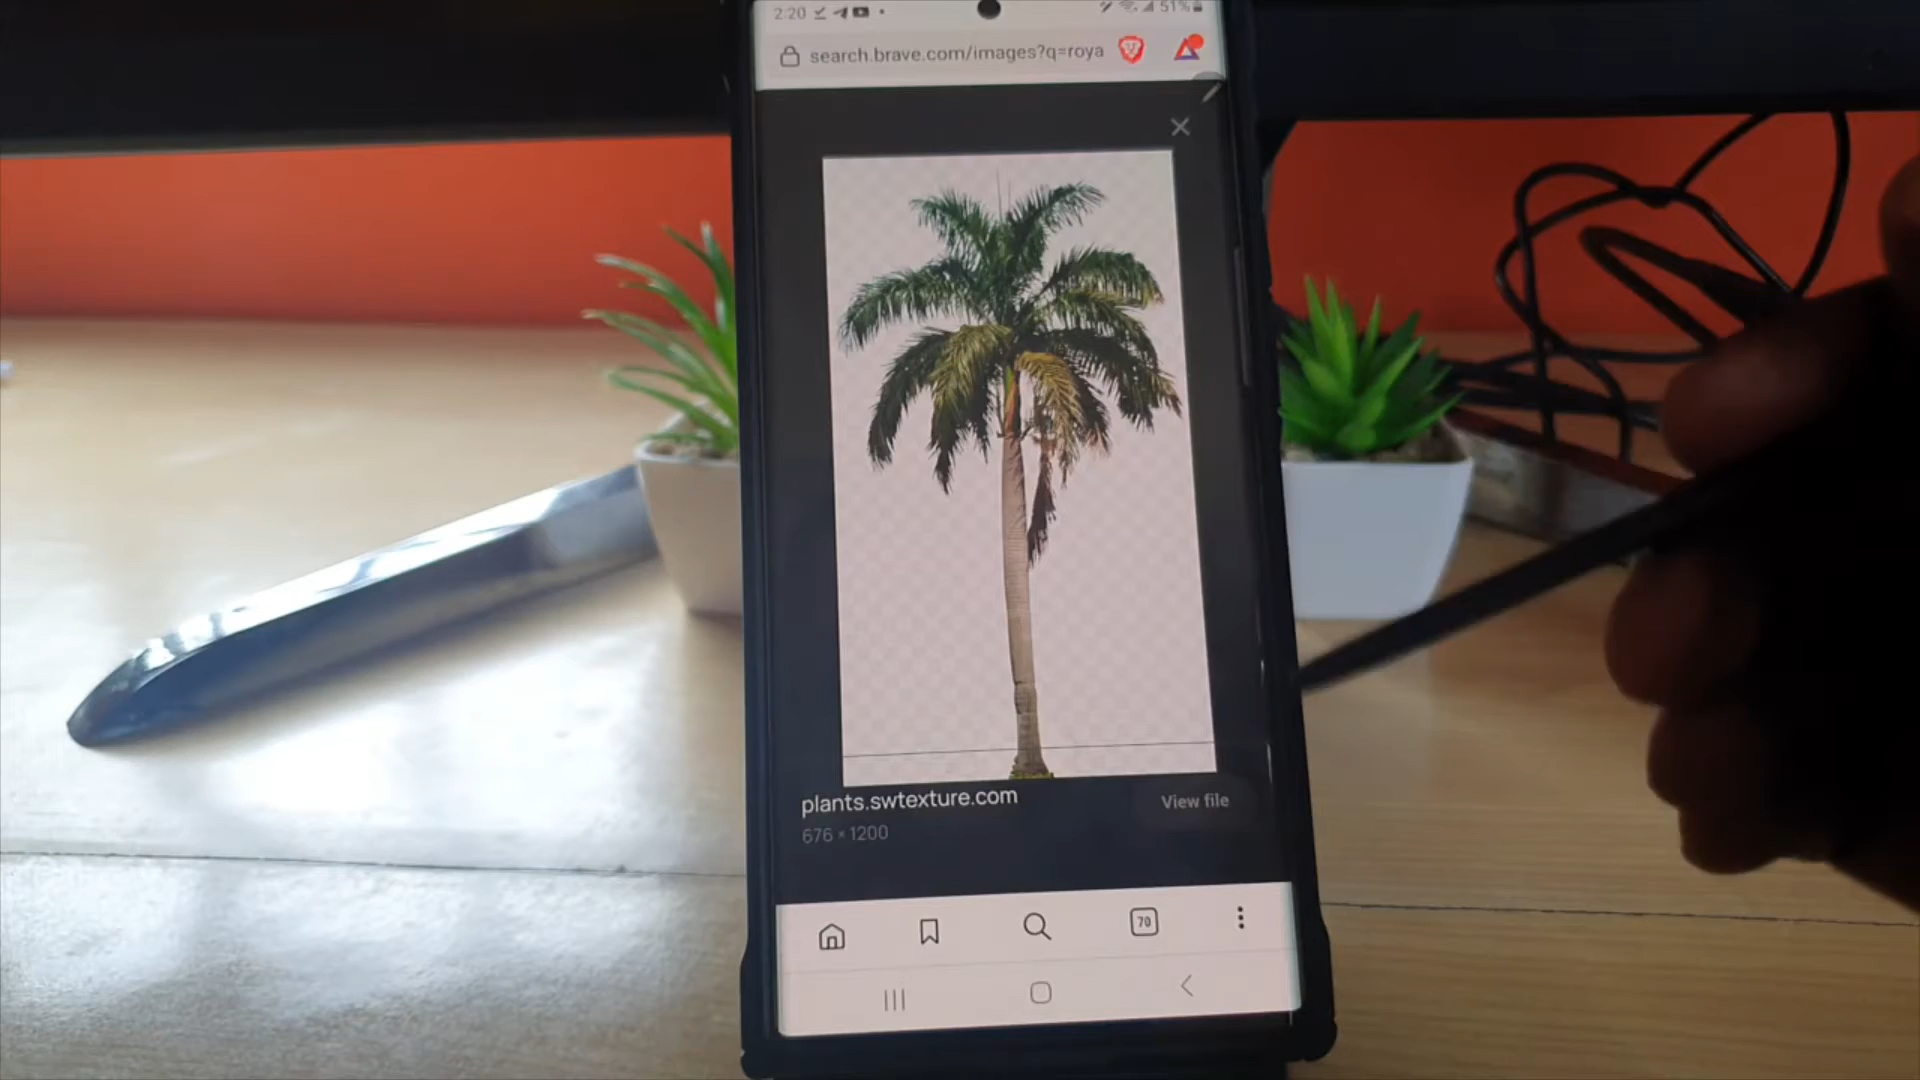 2:20 51%
search.brave.com/images?q=roya
plants.swtexture.com
View file
676 × 1200
70